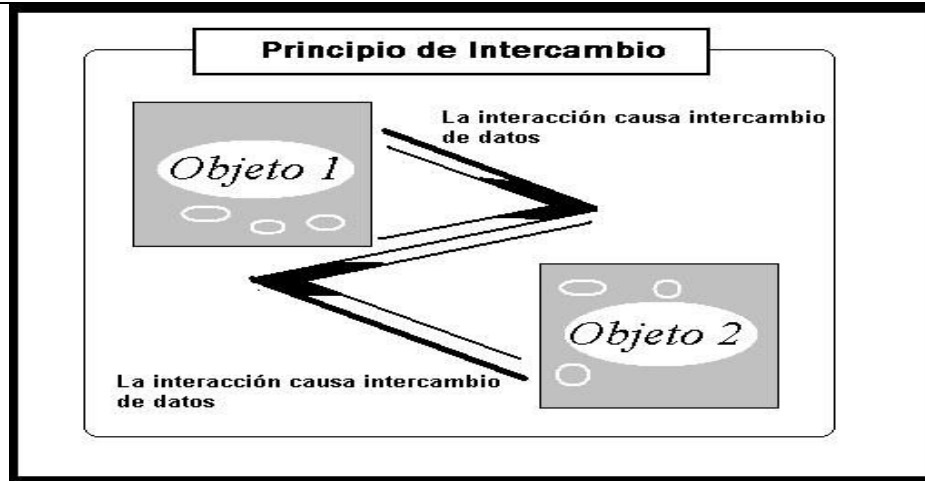 Principio de Intercambio
La interacción causa intercambio
de datos
Objeto 1
Objeto 2
La interacción causa intercambio
de datos